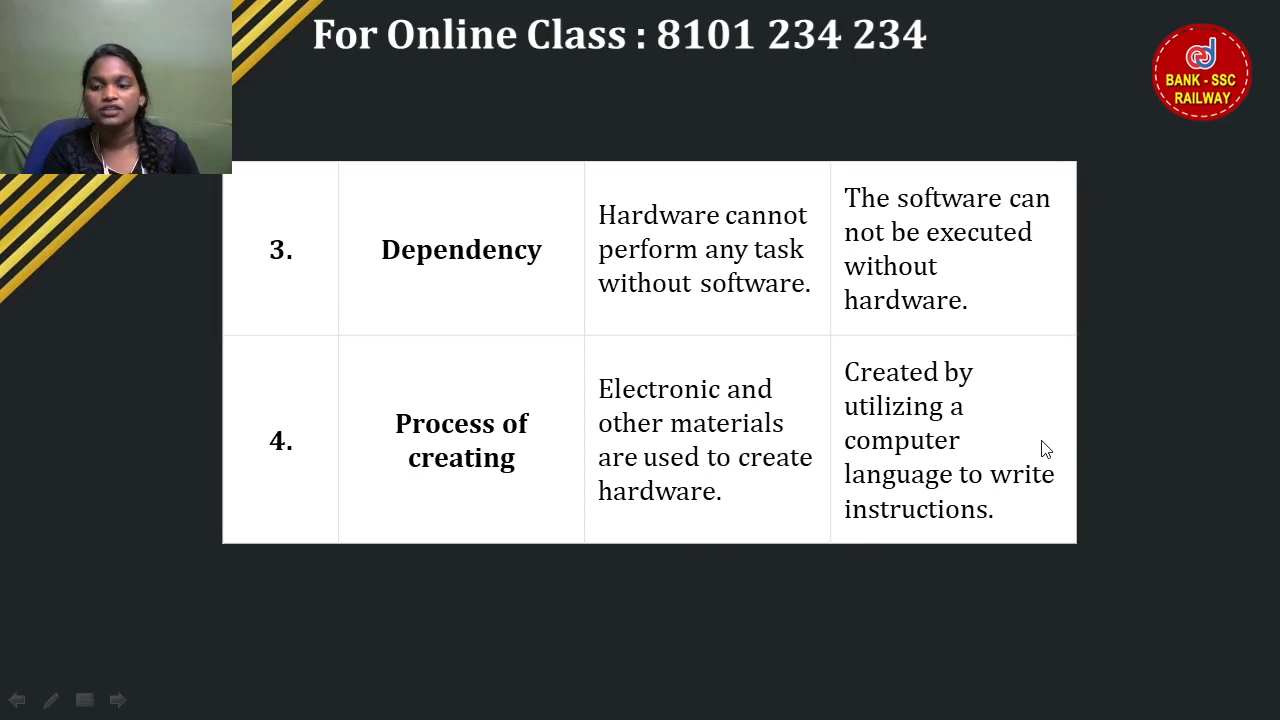 For Online Class : 8101 234 234
BANK - SSC
RAILWAY
3.
Dependency
Hardware cannot
perform any task
without software.
The software can
not be executed
without
hardware.
4.
Process of
creating
Electronic and
other materials
are used to create
hardware.
Created by
utilizing a
computer
language to write
instructions.